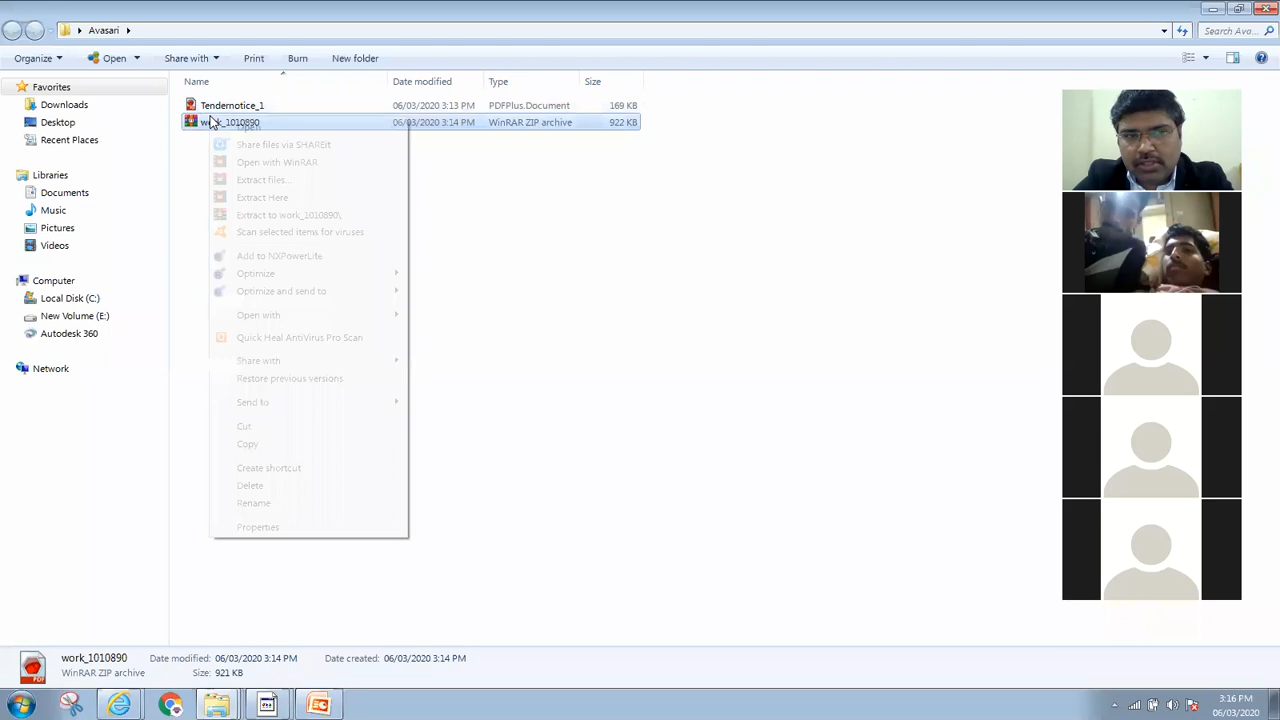 Avasari
Search Ava...
Organize
Open
Share with
Print
Burn
New folder
Name
Date modified
Type
Size
Favorites
Downloads
Desktop
Recent Places
Libraries
Documents
Music
Pictures
Videos
Computer
Local Disk (C:)
New Volume (E:)
Autodesk 360
Network
Tendernotice_1 06/03/2020 3:13 PM PDFPlus.Document 169 KB
work_1010890 06/03/2020 3:14 PM WinRAR ZIP archive 922 KB
Open
Share files via SHAREit
Open with WinRAR
Extract files...
Extract Here
Extract to work_1010890\
Scan selected items for viruses
Add to NXPowerLite
Optimize
Optimize and send to
Open with
Quick Heal AntiVirus Pro Scan
Share with
Restore previous versions
Send to
Cut
Copy
Create shortcut
Delete
Rename
Properties
work_1010890 Date modified: 06/03/2020 3:14 PM Date created: 06/03/2020 3:14 PM
WinRAR ZIP archive Size: 921 KB
PDF
3:16 PM
06/03/2020